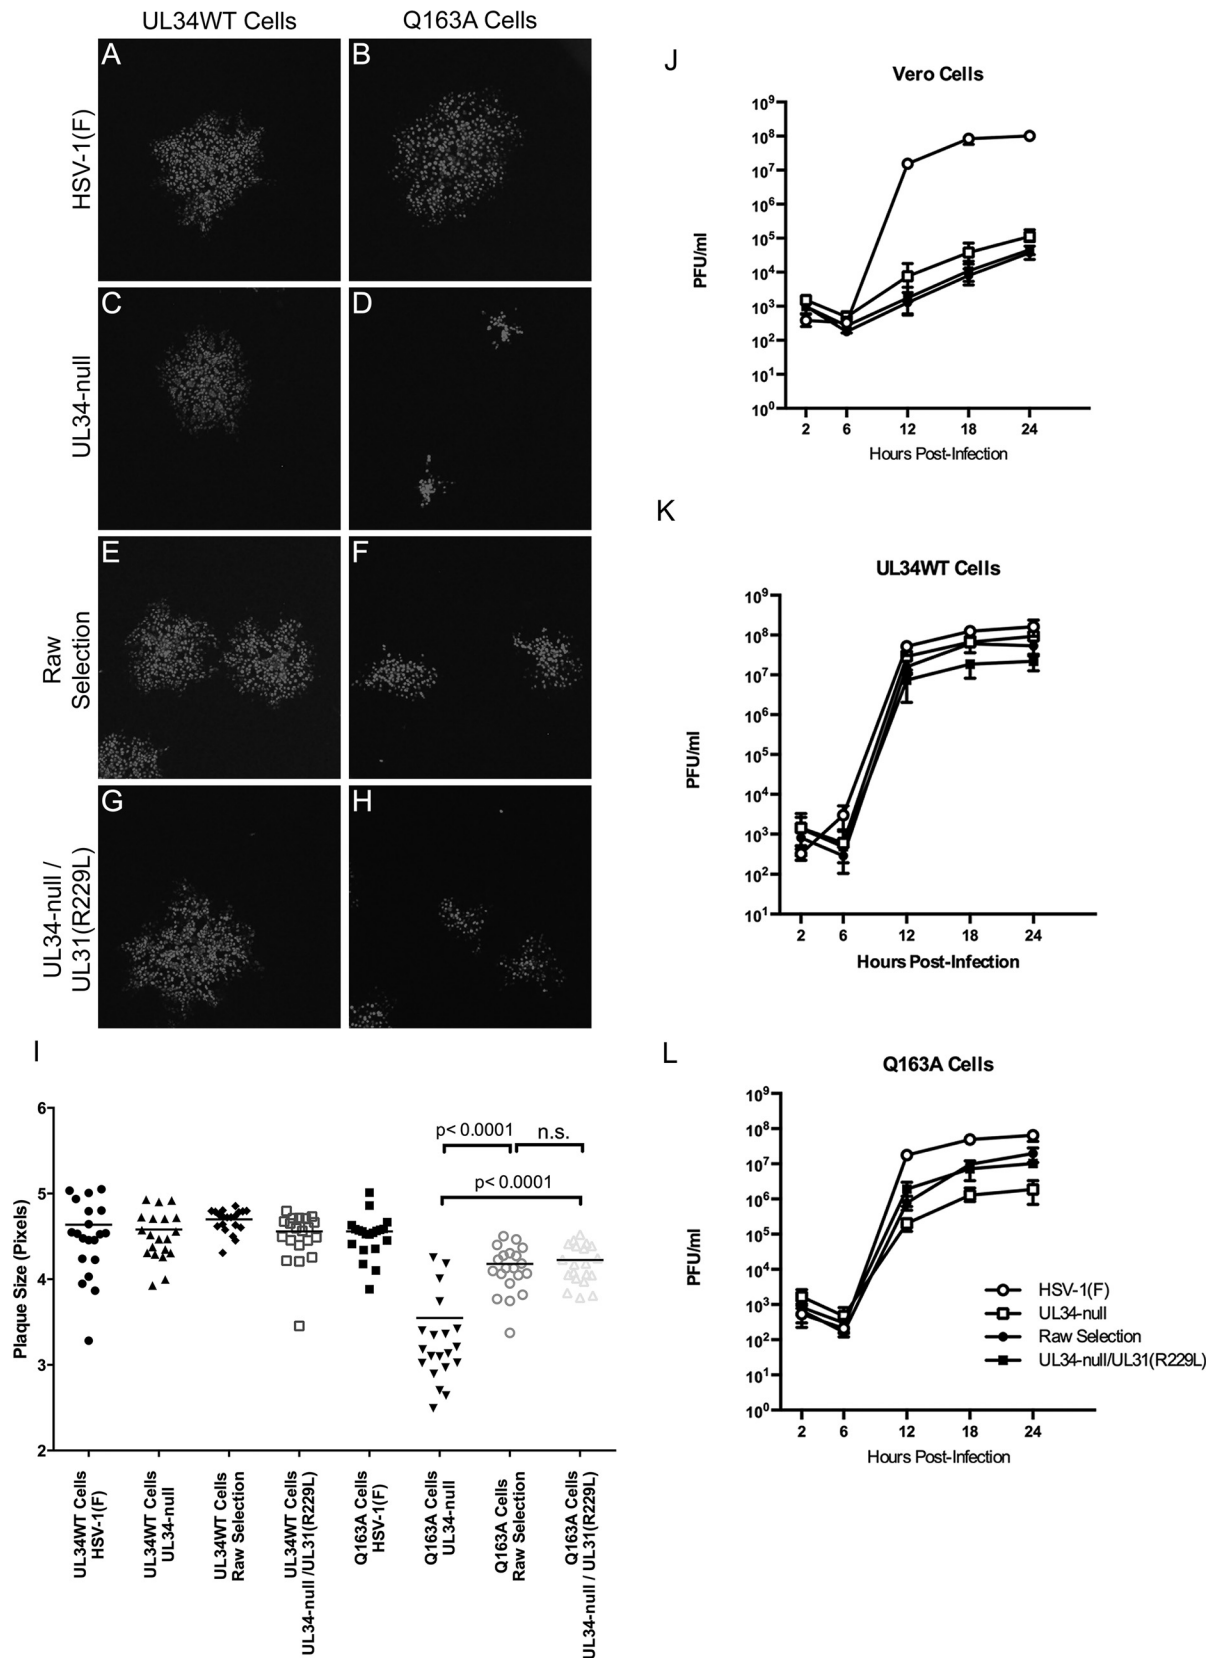 UL34WT Cells
Q163A Cells
A
B
HSV-1(F)
C
D
UL34-null
E
F
Raw
Selection
G
H
UL34-null /
UL31(R229L)
I
6
5
4
3
2
Plaque Size (Pixels)
p< 0.0001
n.s.
p< 0.0001
UL34WT Cells
HSV-1(F)
UL34WT Cells
UL34-null
UL34WT Cells
Raw Selection
UL34WT Cells
UL34-null /UL31(R229L)
Q163A Cells
HSV-1(F)
Q163A Cells
UL34-null
Q163A Cells
Raw Selection
Q163A Cells
UL34-null / UL31(R229L)
J
Vero Cells
10⁹
10⁸
10⁷
10⁶
10⁵
10⁴
10³
10²
10¹
10⁰
PFU/ml
2 6 12 18 24
Hours Post-Infection
K
UL34WT Cells
10⁹
10⁸
10⁷
10⁶
10⁵
10⁴
10³
10²
10¹
PFU/ml
2 6 12 18 24
Hours Post-Infection
L
Q163A Cells
10⁹
10⁸
10⁷
10⁶
10⁵
10⁴
10³
10²
10¹
10⁰
PFU/ml
HSV-1(F)
UL34-null
Raw Selection
UL34-null/UL31(R229L)
2 6 12 18 24
Hours Post-Infection